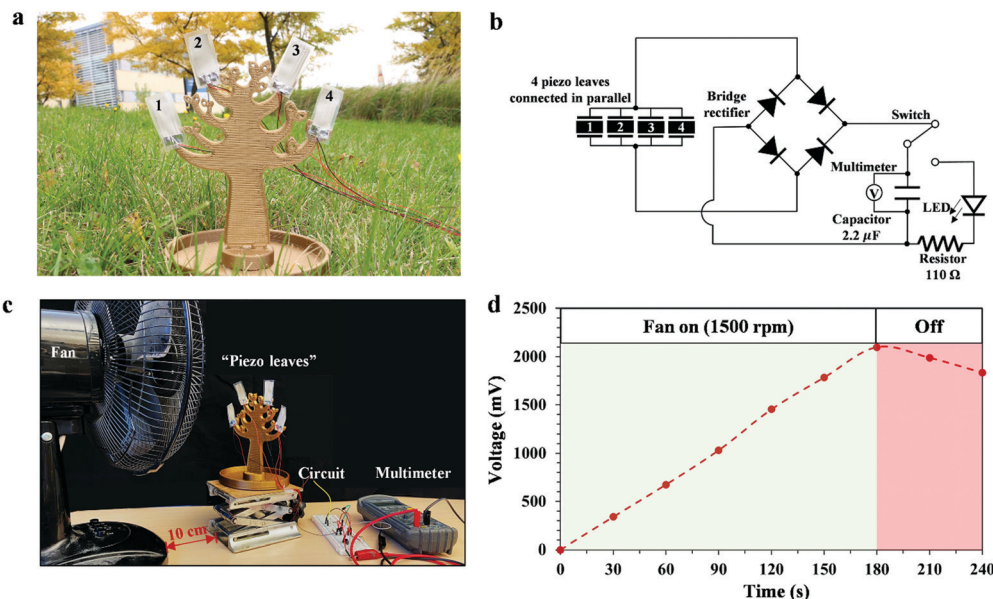 a
1
2
3
4
b
4 piezo leaves
connected in parallel
1 2 3 4
Bridge
rectifier
Switch
Multimeter
V
Capacitor
2.2 µF
LED
Resistor
110 Ω
c
Fan
"Piezo leaves"
Circuit
Multimeter
10 cm
d
Fan on (1500 rpm)
Off
Voltage (mV)
2500
2000
1500
1000
500
0
0 30 60 90 120 150 180 210 240
Time (s)